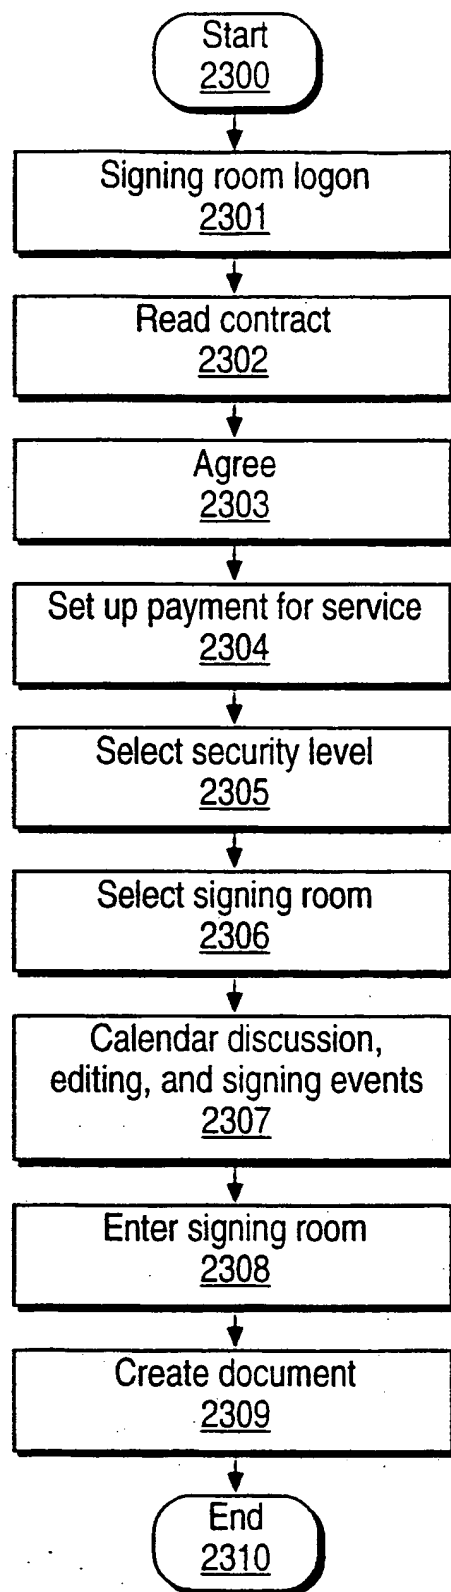 Start
2300
Signing room logon
2301
Read contract
2302
Agree
2303
Set up payment for service
2304
Select security level
2305
Select signing room
2306
Calendar discussion,
editing, and signing events
2307
Enter signing room
2308
Create document
2309
End
2310